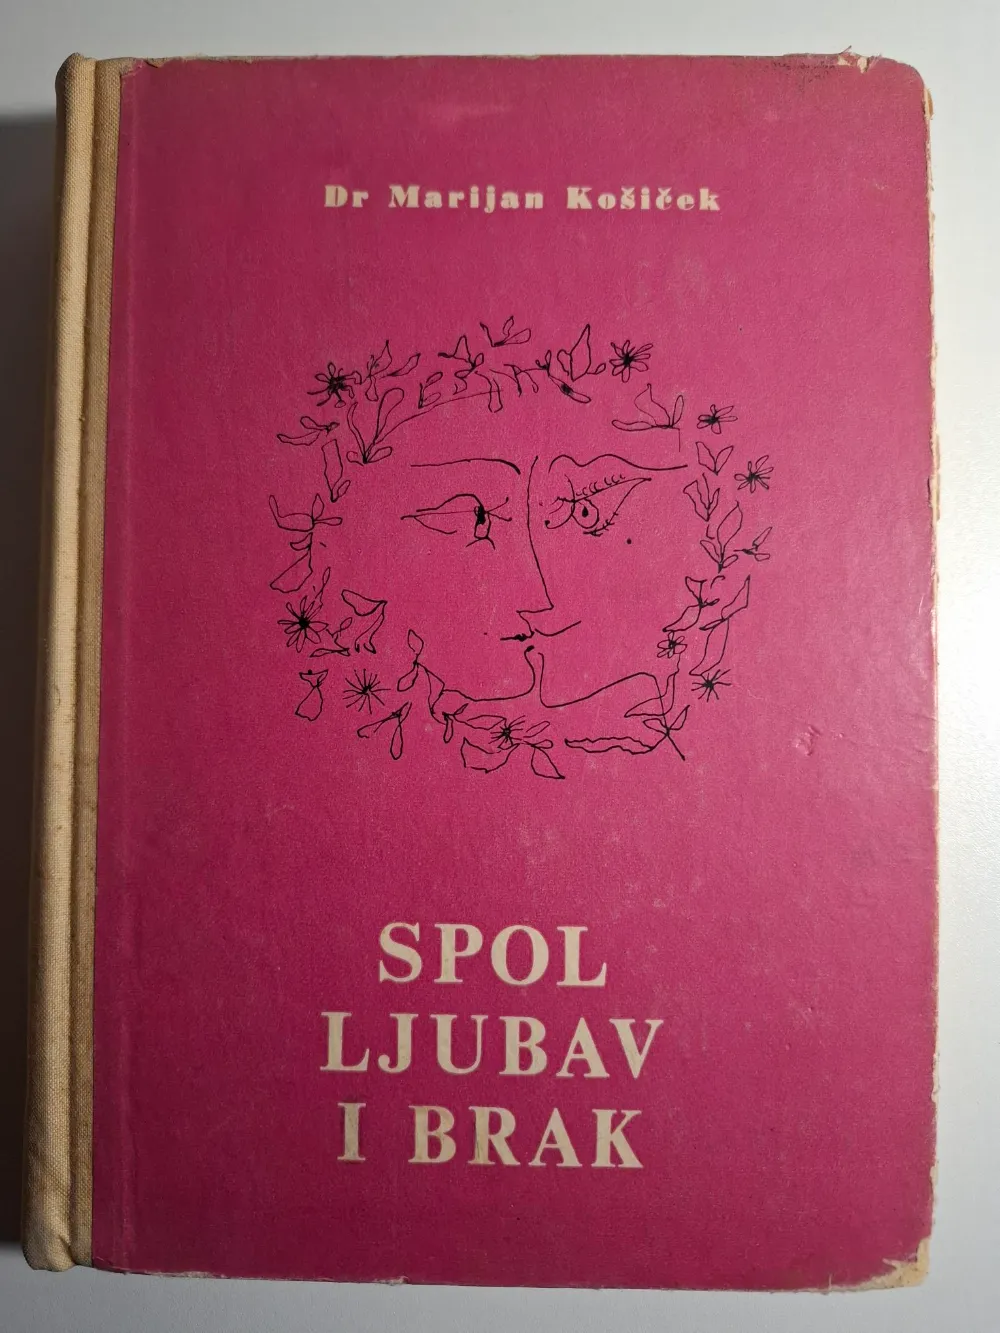 Dr Marijan Košiček
SPOL
LJUBAV
I BRAK